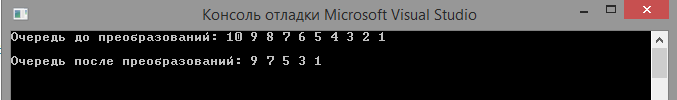 Консоль отладки Microsoft Visual Studio
Очередь до преобразований: 10 9 8 7 6 5 4 3 2 1
Очередь после преобразований: 9 7 5 3 1